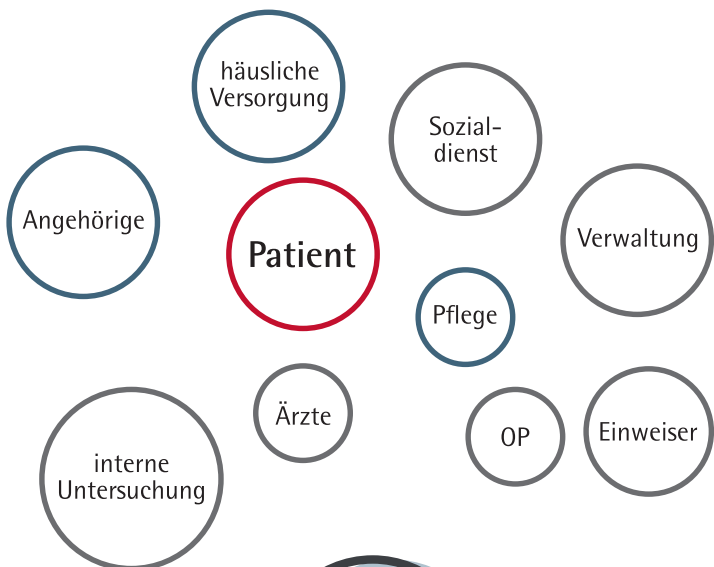 häusliche
Versorgung
Sozial-
dienst
Angehörige
Patient
Verwaltung
Pflege
Ärzte
OP
Einweiser
interne
Untersuchung